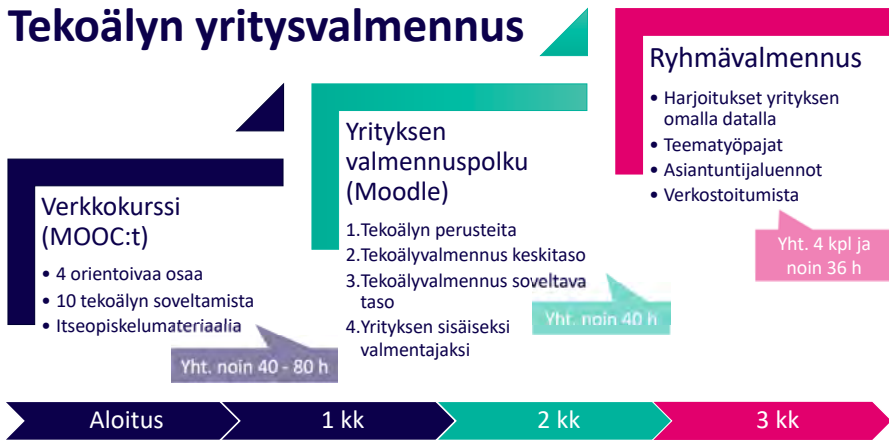 Tekoälyn yritysvalmennus
Verkkokurssi
(MOOC:t)
• 4 orientoivaa osaa
• 10 tekoälyn soveltamista
• Itseopiskelumateriaalia
Yht. noin 40 - 80 h
Yrityksen
valmennuspolku
(Moodle)
1.Tekoälyn perusteita
2.Tekoälyvalmennus keskitaso
3.Tekoälyvalmennus soveltava
taso
4.Yrityksen sisäiseksi
valmentajaksi
Yht. noin 40 h
Ryhmävalmennus
• Harjoitukset yrityksen
omalla datalla
• Teematyöpajat
• Asiantuntijaluennot
• Verkostoitumista
Yht. 4 kpl ja
noin 36 h
Aloitus
1 kk
2 kk
3 kk